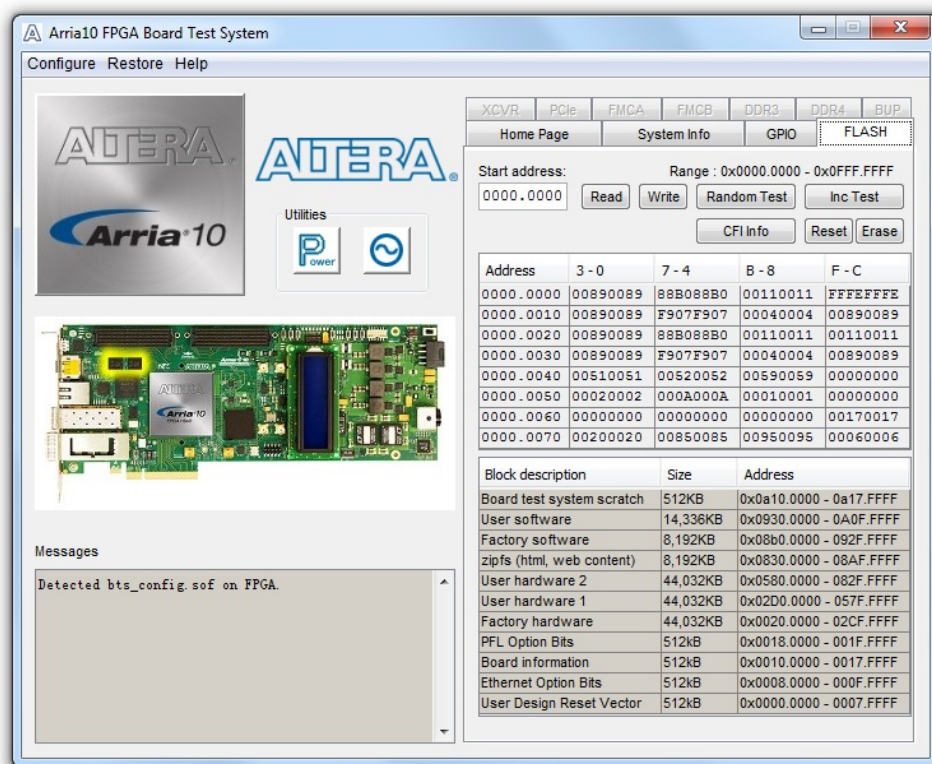 Arria10 FPGA Board Test System
Configure Restore Help
ALTERA
Arria 10
ALTERA
Utilities
Power
ALTERA
Arria 10
Messages
Detected bts_config.sof on FPGA.
XCVR PCIe FMCA FMCB DDR3 DDR4 BUP
Home Page System Info GPIO FLASH
Start address: Range : 0x0000.0000 - 0x0FFF.FFFF
0000.0000 Read Write Random Test Inc Test
CFI Info Reset Erase
Address 3 - 0 7 - 4 B - 8 F - C
0000.0000 00890089 88B088B0 00110011 FFFEFFFE
0000.0010 00890089 F907F907 00040004 00890089
0000.0020 00890089 88B088B0 00110011 00110011
0000.0030 00890089 F907F907 00040004 00890089
0000.0040 00510051 00520052 00590059 00000000
0000.0050 00020002 000A000A 00010001 00000000
0000.0060 00010001 00000000 00000000 00170017
0000.0070 00200020 00850085 00950095 00060006
Block description Size Address
Board test system scratch 512KB 0x0a10.0000 - 0a17.FFFF
User software 14,336KB 0x0930.0000 - 0A0F.FFFF
Factory software 8,192KB 0x08b0.0000 - 092F.FFFF
zipfs (html, web content) 8,192KB 0x0830.0000 - 08AF.FFFF
User hardware 2 44,032KB 0x0580.0000 - 082F.FFFF
User hardware 1 44,032KB 0x02D0.0000 - 057F.FFFF
Factory hardware 44,032KB 0x0020.0000 - 02CF.FFFF
PFL Option Bits 512kB 0x0018.0000 - 001F.FFFF
Board information 512kB 0x0010.0000 - 0017.FFFF
Ethernet Option Bits 512kB 0x0008.0000 - 000F.FFFF
User Design Reset Vector 512kB 0x0000.0000 - 0007.FFFF